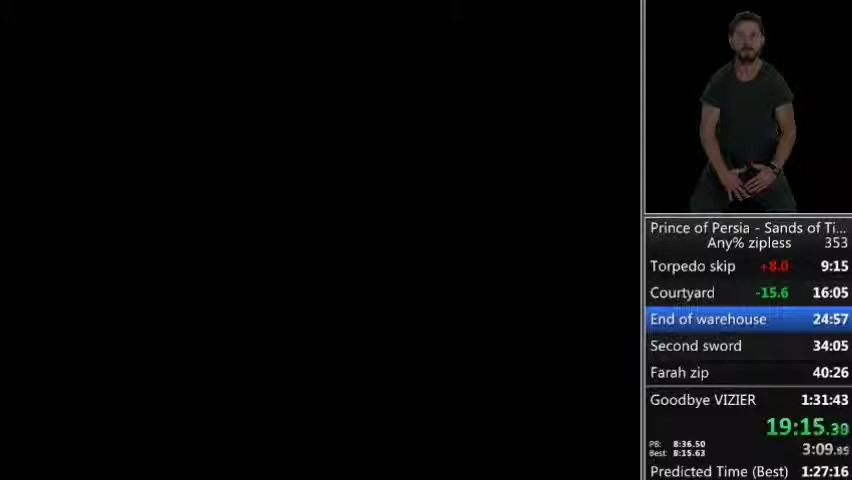 Prince of Persia - Sands of Ti...
Any% zipless 353
Torpedo skip +8.0 9:15
Courtyard -15.6 16:05
End of warehouse 24:57
Second sword 34:05
Farah zip 40:26
Goodbye VIZIER 1:31:43
19:15.38
PB: 8:36.50
Best: 8:15.63 3:09.85
Predicted Time (Best) 1:27:16